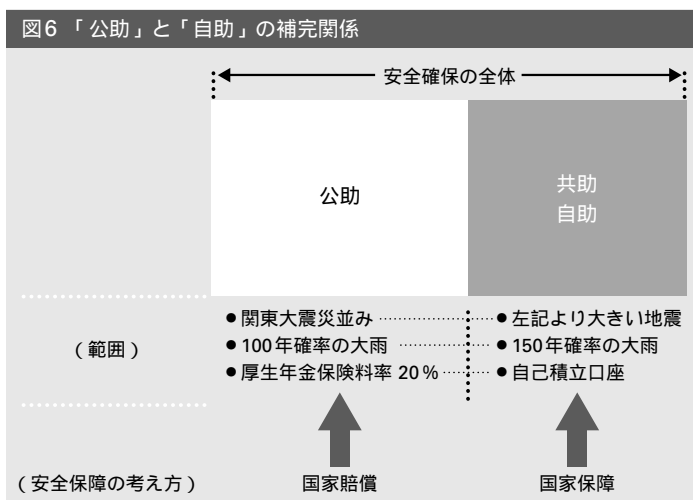 図6 「公助」と「自助」の補完関係
安全確保の全体
公助
共助
自助
(範囲)
●関東大震災並み
●100年確率の大雨
●厚生年金保険料率 20%
●左記より大きい地震
●150年確率の大雨
●自己積立口座
(安全保障の考え方)
国家賠償
国家保障